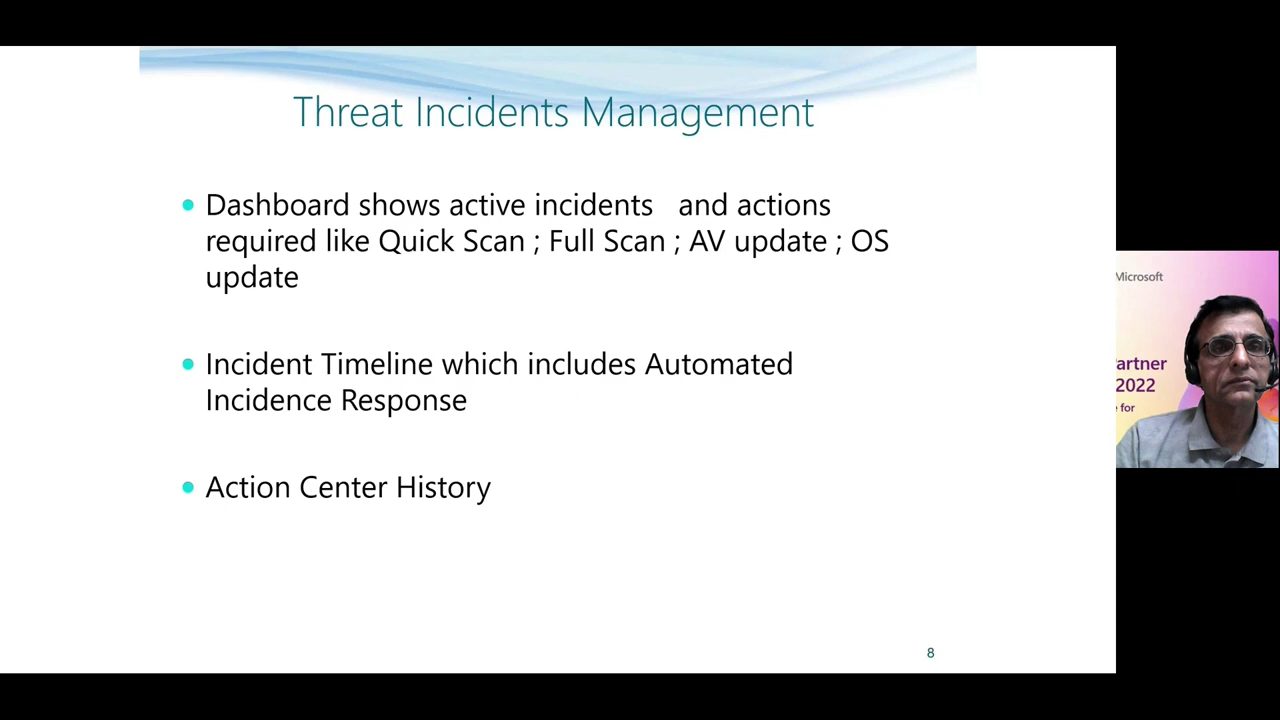 Threat Incidents Management
Dashboard shows active incidents and actions
required like Quick Scan ; Full Scan ; AV update ; OS
update
Incident Timeline which includes Automated
Incidence Response
Action Center History
8
Microsoft
Partner
2022
for